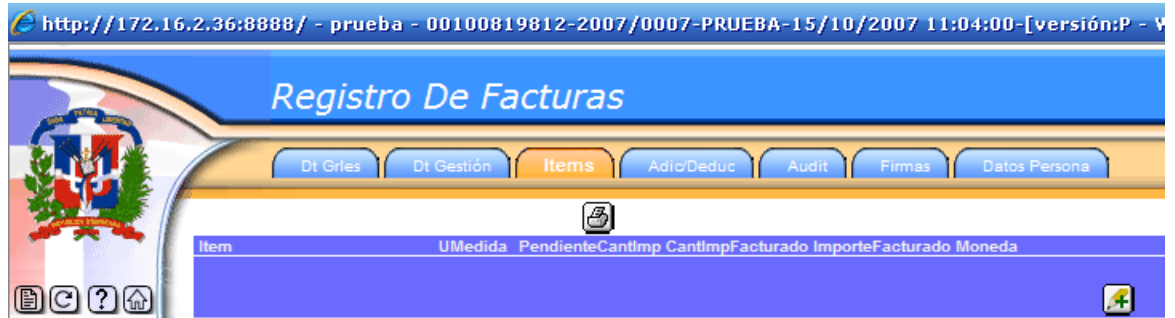 http://172.16.2.36:8888/ - prueba - 00100819812-2007/0007-PRUEBA-15/10/2007 11:04:00-[versión:P -
Registro De Facturas
Dt Grles Dt Gestión Items Adic/Deduc Audit Firmas Datos Persona
Item UMedida PendienteCantImp CantImpFacturado ImporteFacturado Moneda